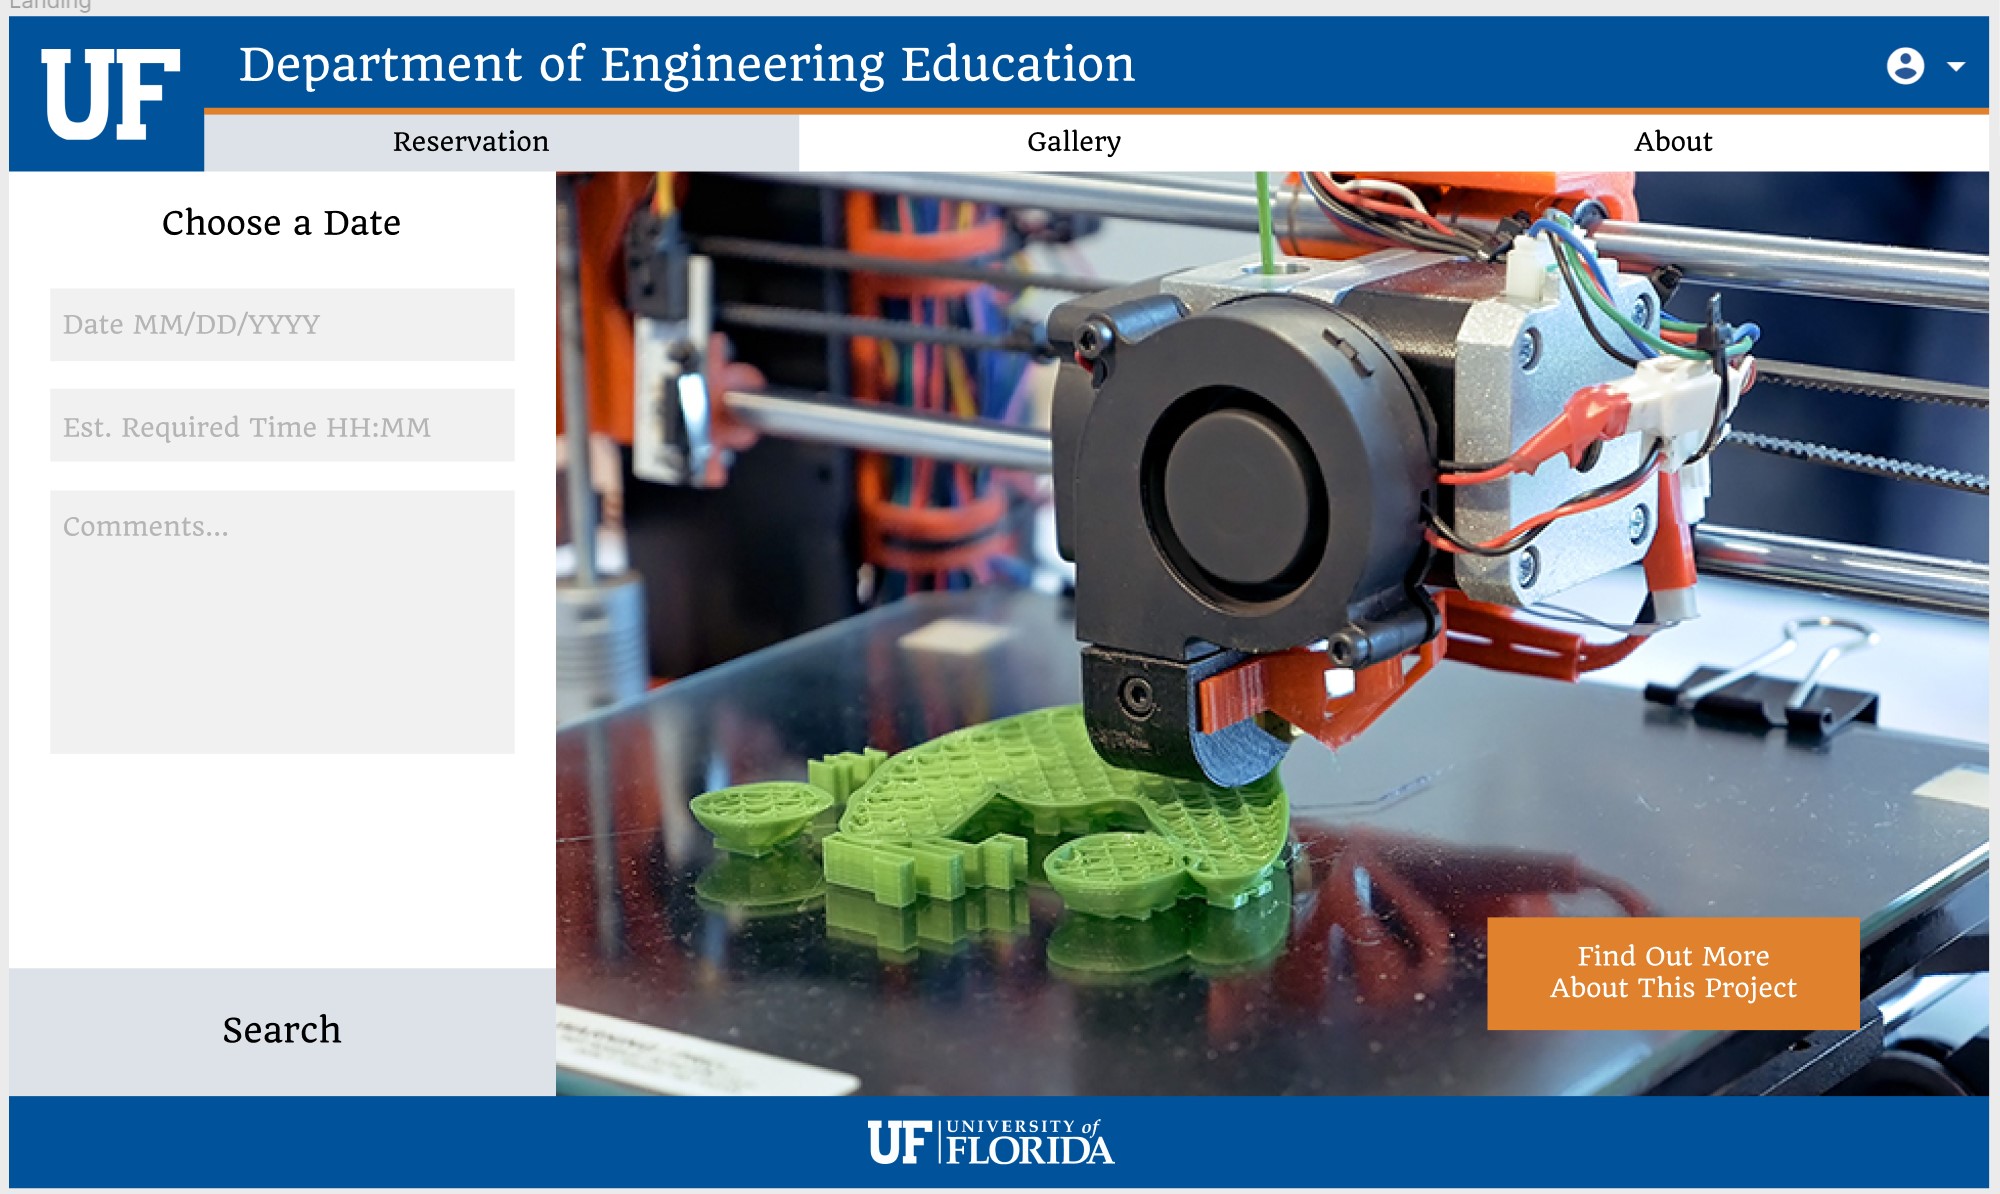 Landing
UF
Department of Engineering Education
Reservation
Gallery
About
Choose a Date
Date MM/DD/YYYY
Est. Required Time HH:MM
Comments...
Search
Find Out More
About This Project
UF
UNIVERSITY of
FLORIDA